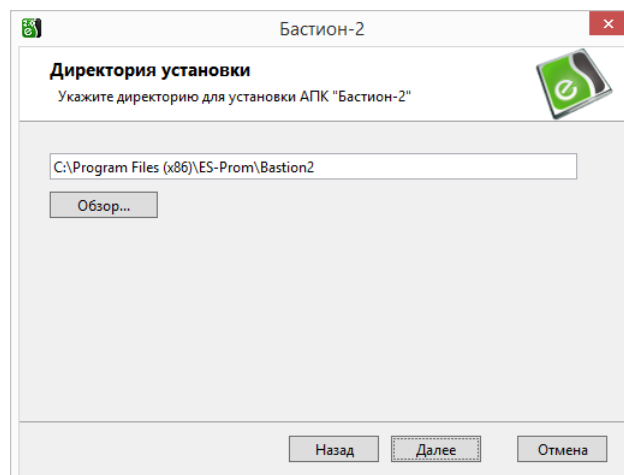 Бастион-2
Директория установки
Укажите директорию для установки АПК "Бастион-2"
C:\Program Files (x86)\ES-Prom\Bastion2
Обзор...
Назад
Далее
Отмена